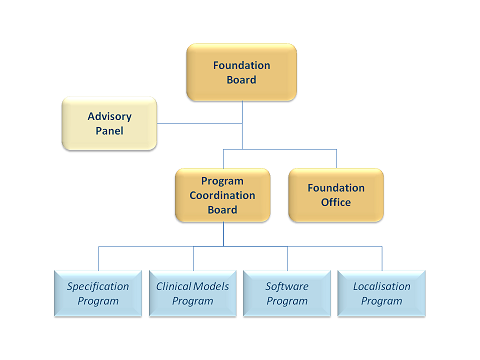 Foundation
Board
Advisory
Panel
Program
Coordination
Board
Foundation
Office
Specification
Program
Clinical Models
Program
Software
Program
Localisation
Program